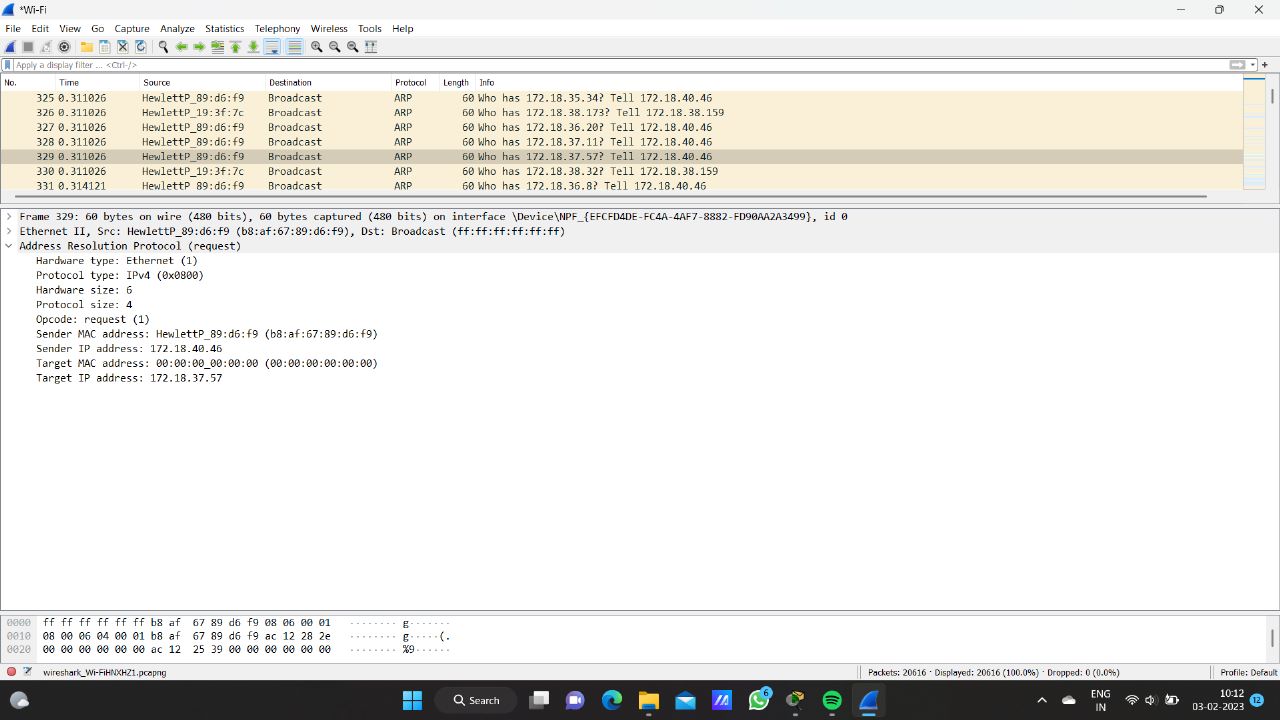 *Wi-Fi
File Edit View Go Capture Analyze Statistics Telephony Wireless Tools Help
Apply a display filter ... <Ctrl-/>
No. Time Source Destination Protocol Length Info
325 0.311026 HewlettP_89:d6:f9 Broadcast ARP 60 Who has 172.18.35.34? Tell 172.18.40.46
326 0.311026 HewlettP_19:3f:7c Broadcast ARP 60 Who has 172.18.38.173? Tell 172.18.38.159
327 0.311026 HewlettP_89:d6:f9 Broadcast ARP 60 Who has 172.18.36.20? Tell 172.18.40.46
328 0.311026 HewlettP_89:d6:f9 Broadcast ARP 60 Who has 172.18.37.11? Tell 172.18.40.46
329 0.311026 HewlettP_89:d6:f9 Broadcast ARP 60 Who has 172.18.37.57? Tell 172.18.40.46
330 0.311026 HewlettP_19:3f:7c Broadcast ARP 60 Who has 172.18.38.32? Tell 172.18.38.159
331 0.314121 HewlettP_89:d6:f9 Broadcast ARP 60 Who has 172.18.36.8? Tell 172.18.40.46
Frame 329: 60 bytes on wire (480 bits), 60 bytes captured (480 bits) on interface \Device\NPF_{EFCFD4DE-FC4A-4AF7-8882-FD90AA2A3499}, id 0
Ethernet II, Src: HewlettP_89:d6:f9 (b8:af:67:89:d6:f9), Dst: Broadcast (ff:ff:ff:ff:ff:ff)
Address Resolution Protocol (request)
Hardware type: Ethernet (1)
Protocol type: IPv4 (0x0800)
Hardware size: 6
Protocol size: 4
Opcode: request (1)
Sender MAC address: HewlettP_89:d6:f9 (b8:af:67:89:d6:f9)
Sender IP address: 172.18.40.46
Target MAC address: 00:00:00_00:00:00 (00:00:00:00:00:00)
Target IP address: 172.18.37.57
0000 ff ff ff ff ff ff b8 af 67 89 d6 f9 08 06 00 01 ········ g·······
0010 08 00 06 04 00 01 b8 af 67 89 d6 f9 ac 12 28 2e ········ g·····(.
0020 00 00 00 00 00 00 ac 12 25 39 00 00 00 00 00 00 ········ %9······
wireshark_Wi-FiHNXHZ1.pcapng Packets: 20616 · Displayed: 20616 (100.0%) · Dropped: 0 (0.0%) Profile: Default
Search 6 ENG IN 10:12 03-02-2023 12